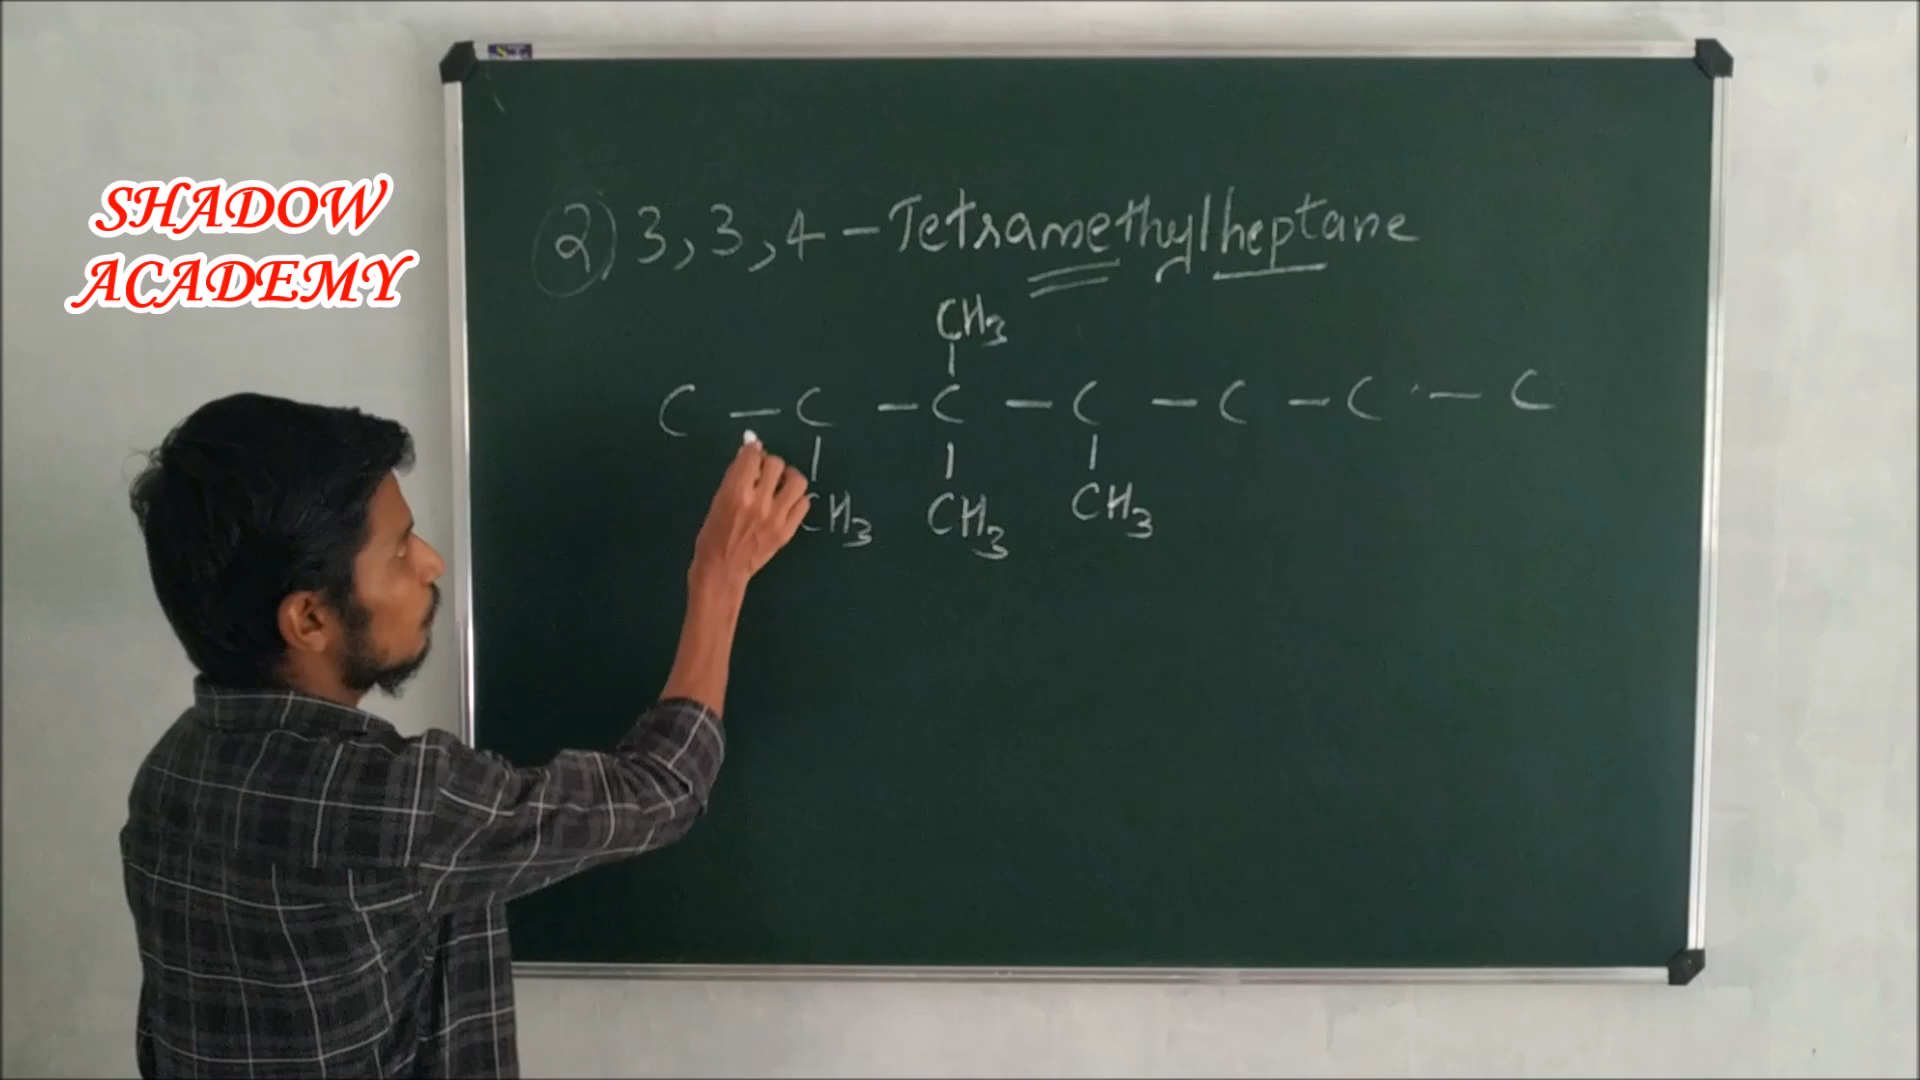 SHADOW
ACADEMY
2) 3, 3, 4 - Tetramethylheptane
CH3
C - C - C - C - C - C - C
CH3 CH3 CH3